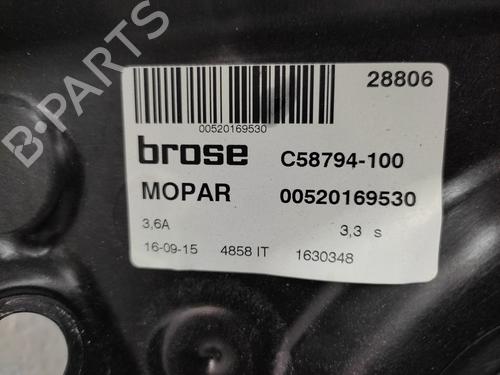 28806
00520169530
brose C58794-100
MOPAR 00520169530
3,6A 3,3 s
16-09-15 4858 IT 1630348
B-PARTS